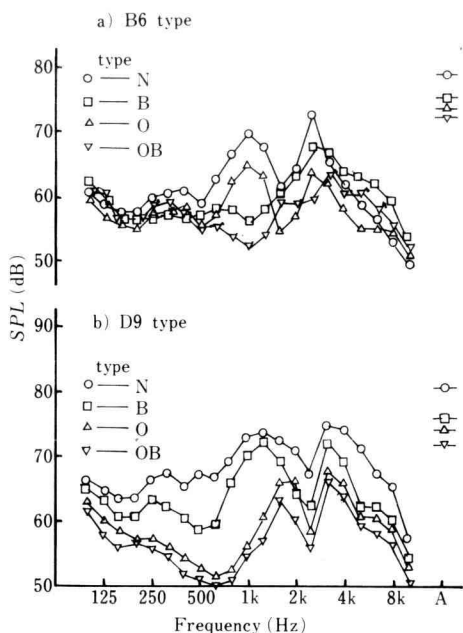 a) B6 type
80
70
60
50
type
N
B
O
OB
SPL (dB)
b) D9 type
90
80
70
60
50
type
N
B
O
OB
125 250 500 1k 2k 4k 8k A
Frequency (Hz)